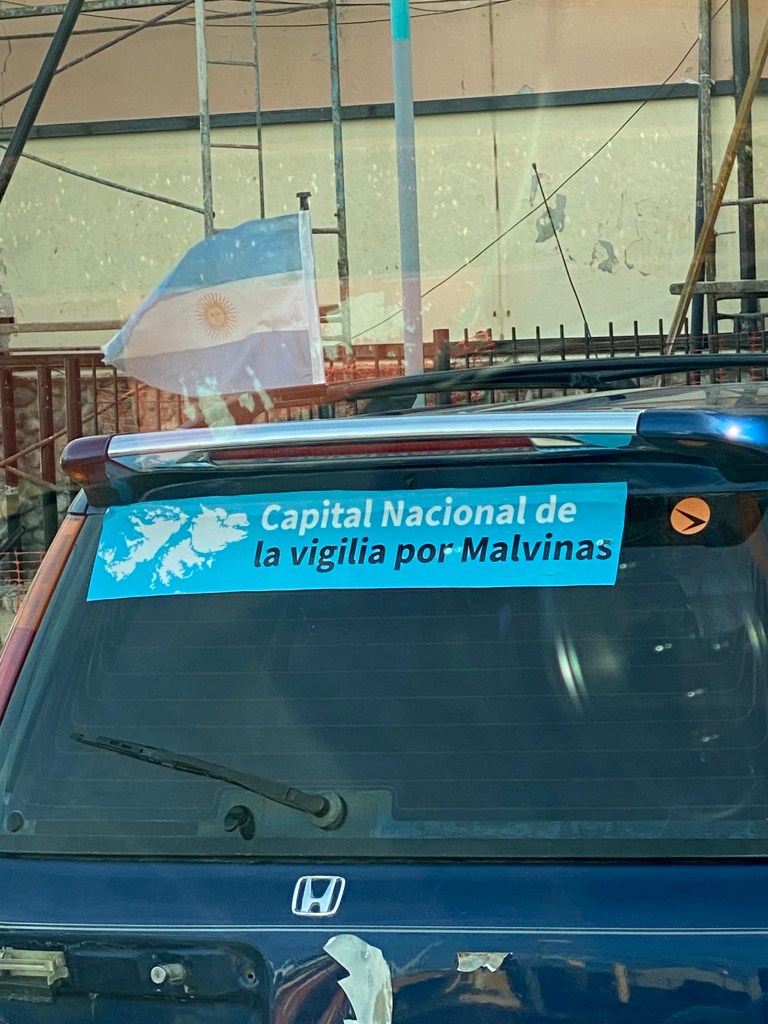 Capital Nacional de
la vigilia por Malvinas